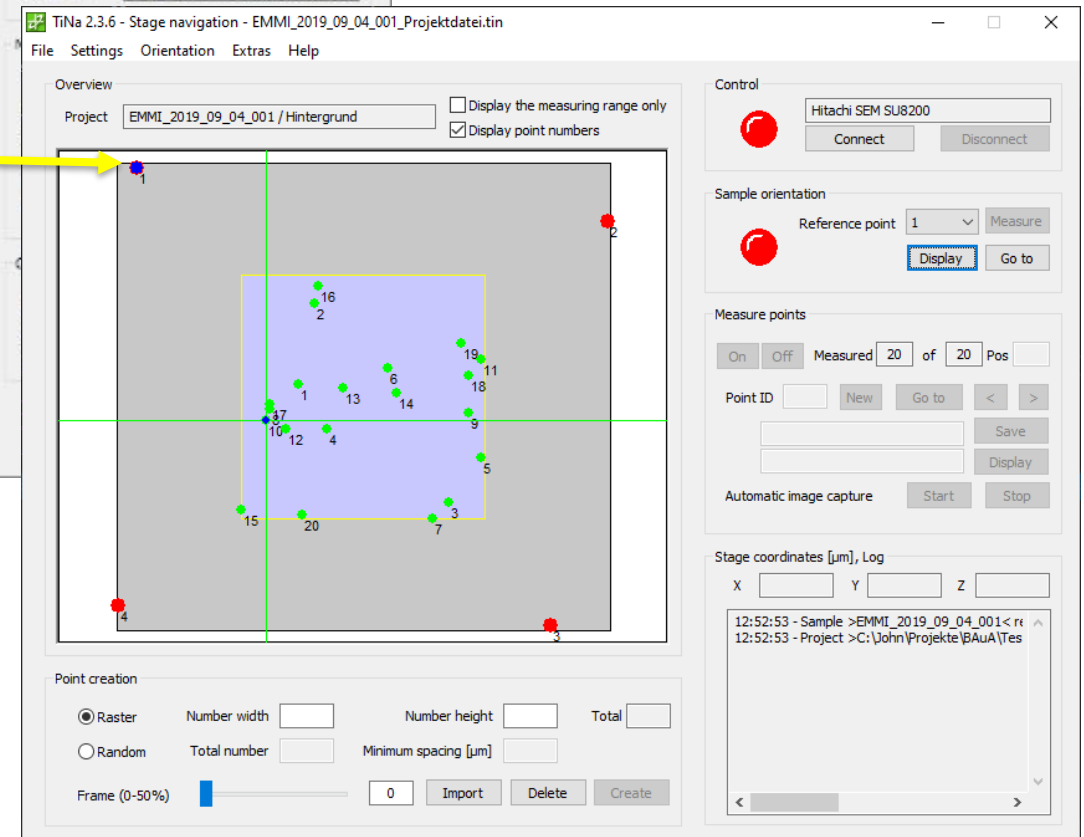 TiNa 2.3.6 - Stage navigation - EMMI_2019_09_04_001_Projektdatei.tin
File Settings Orientation Extras Help
Overview
Project EMMI_2019_09_04_001 / Hintergrund
Display the measuring range only
Display point numbers
1
2
16
2
19
11
6
18
1
13
14
17
8
9
10
12
4
5
3
15
20
7
4
3
Control
Hitachi SEM SU8200
Connect Disconnect
Sample orientation
Reference point 1 Measure
Display Go to
Measure points
On Off Measured 20 of 20 Pos
Point ID New Go to < >
Save
Display
Automatic image capture Start Stop
Stage coordinates [µm], Log
X Y Z
12:52:53 - Sample >EMMI_2019_09_04_001< re
12:52:53 - Project >C:\John\Projekte\BAuA\Tes
Point creation
Raster Number width Number height Total
Random Total number Minimum spacing [µm]
Frame (0-50%) 0 Import Delete Create